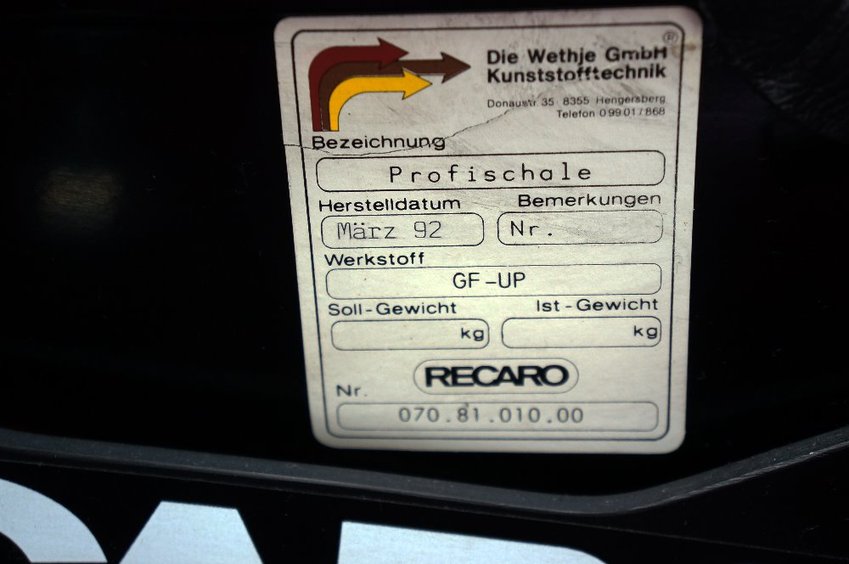 Die Wethje GmbH ®
Kunststofftechnik
Donaustr. 35 8355 Hengersberg
Telefon 09901 7868
Bezeichnung
Profischale
Herstelldatum Bemerkungen
März 92 Nr.
Werkstoff
GF-UP
Soll-Gewicht Ist-Gewicht
kg kg
RECARO
Nr.
070.81.010.00